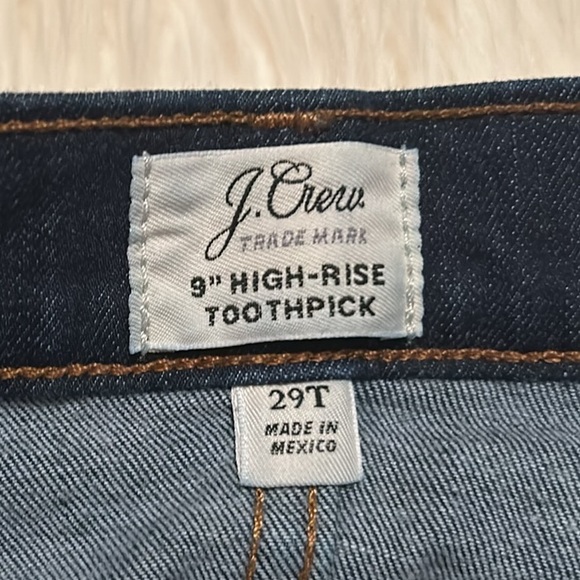 J.Crew
TRADE MARK
9" HIGH-RISE
TOOTHPICK
29T
MADE IN
MEXICO